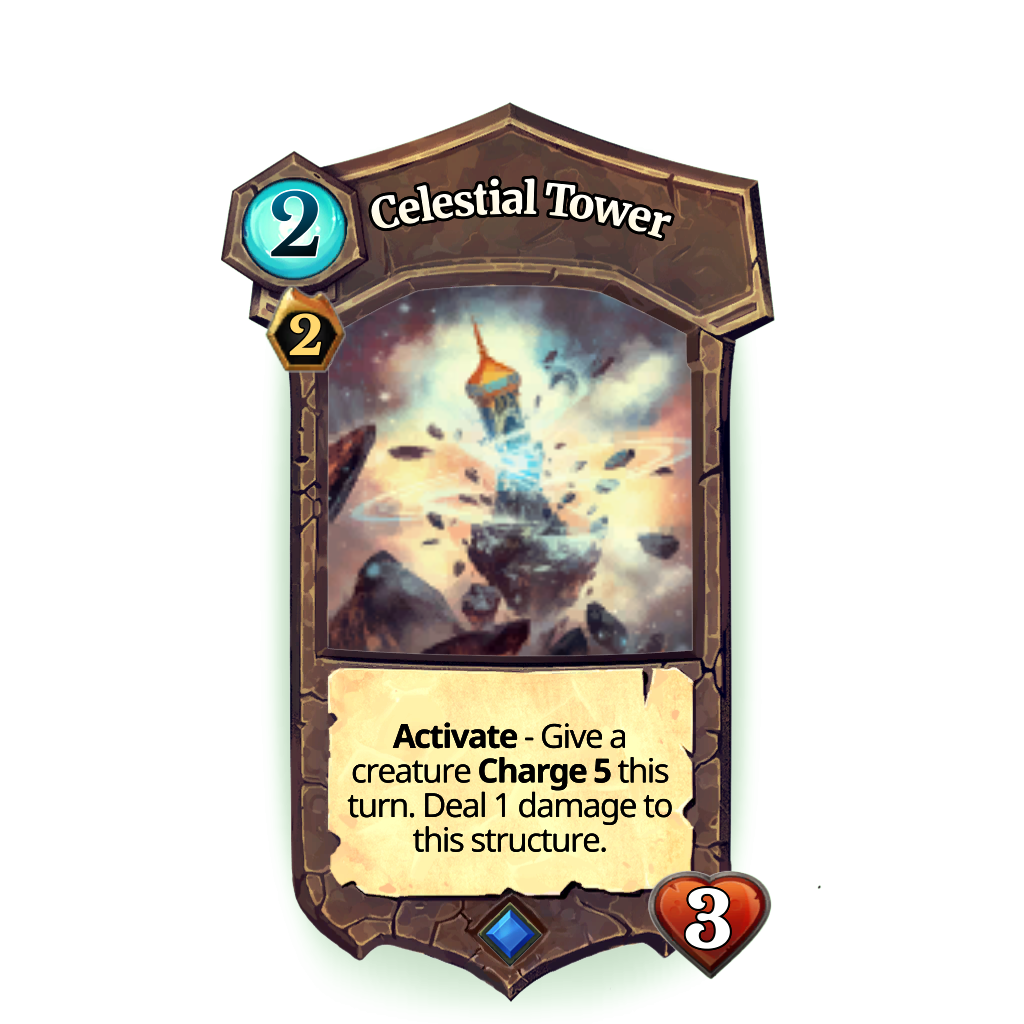 2
Celestial Tower
2
Activate - Give a
creature Charge 5 this
turn. Deal 1 damage to
this structure.
3